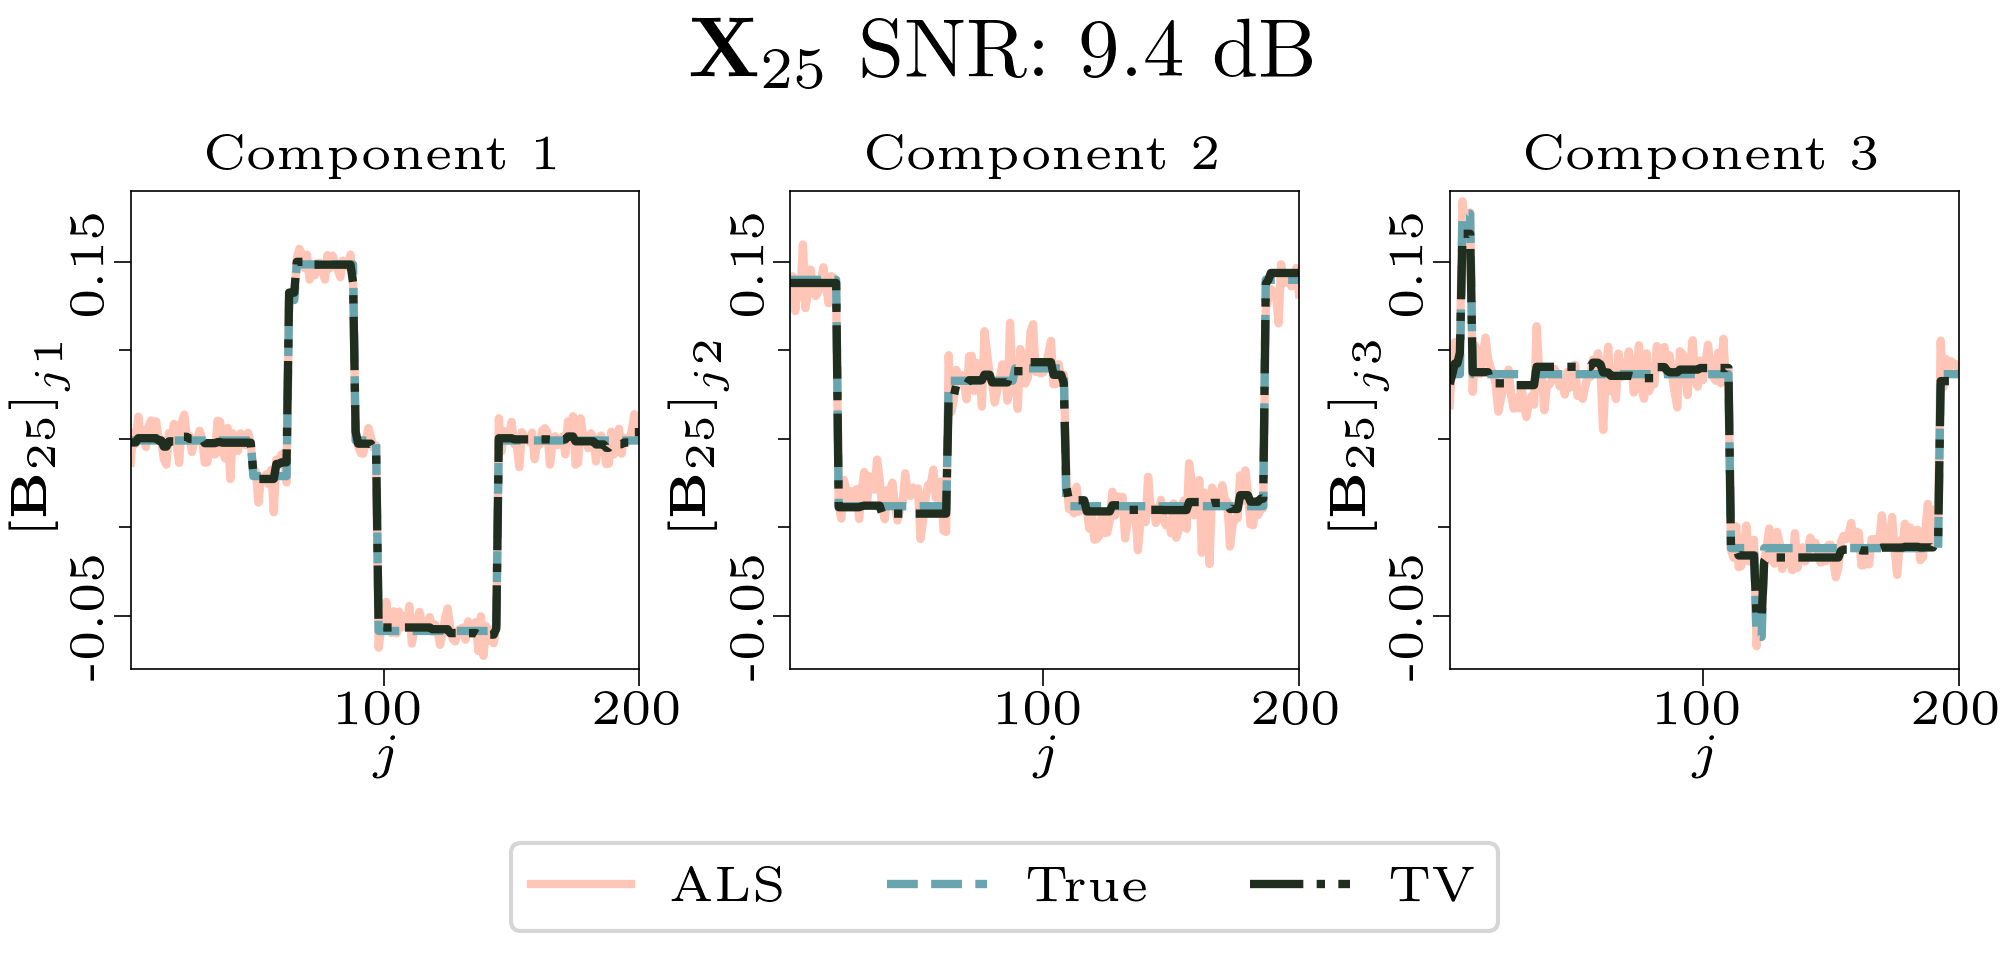 X₂₅ SNR: 9.4 dB
Component 1 Component 2 Component 3
0.15 0.15 0.15
[B₂₅]ⱼ₁ [B₂₅]ⱼ₂ [B₂₅]ⱼ₃
-0.05 -0.05 -0.05
100 200 100 200 100 200
j j j
ALS True TV